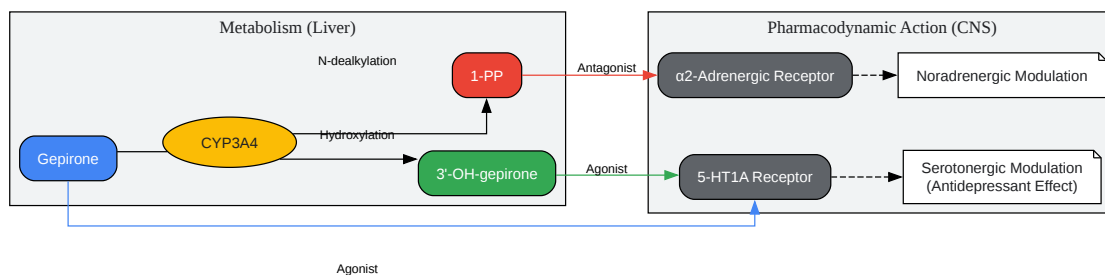 Metabolism (Liver)
Pharmacodynamic Action (CNS)
N-dealkylation
1-PP
Antagonist
α2-Adrenergic Receptor
Noradrenergic Modulation
Hydroxylation
CYP3A4
Gepirone
3'-OH-gepirone
Agonist
5-HT1A Receptor
Serotonergic Modulation
(Antidepressant Effect)
Agonist